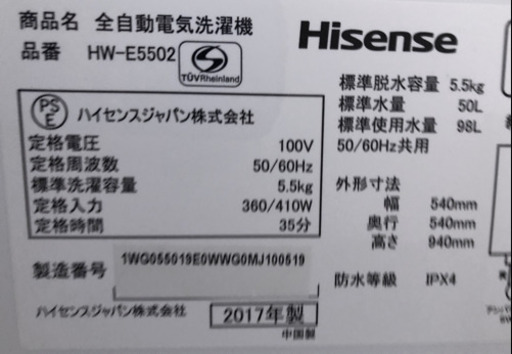 商品名 全自動電気洗濯機
品番 HW-E5502
TÜVRheinland
Hisense
PS
E
ハイセンスジャパン株式会社
定格電圧 100V
定格周波数 50/60Hz
標準洗濯容量 5.5kg
定格入力 360/410W
定格時間 35分
標準脱水容量 5.5kg
標準水量 50L
標準使用水量 98L
50/60Hz共用
外形寸法
幅 540mm
奥行 540mm
高さ 940mm
製造番号 1WG055019E0WWG0MJ100519
防水等級 IPX4
ハイセンスジャパン株式会社 2017年製
中国製